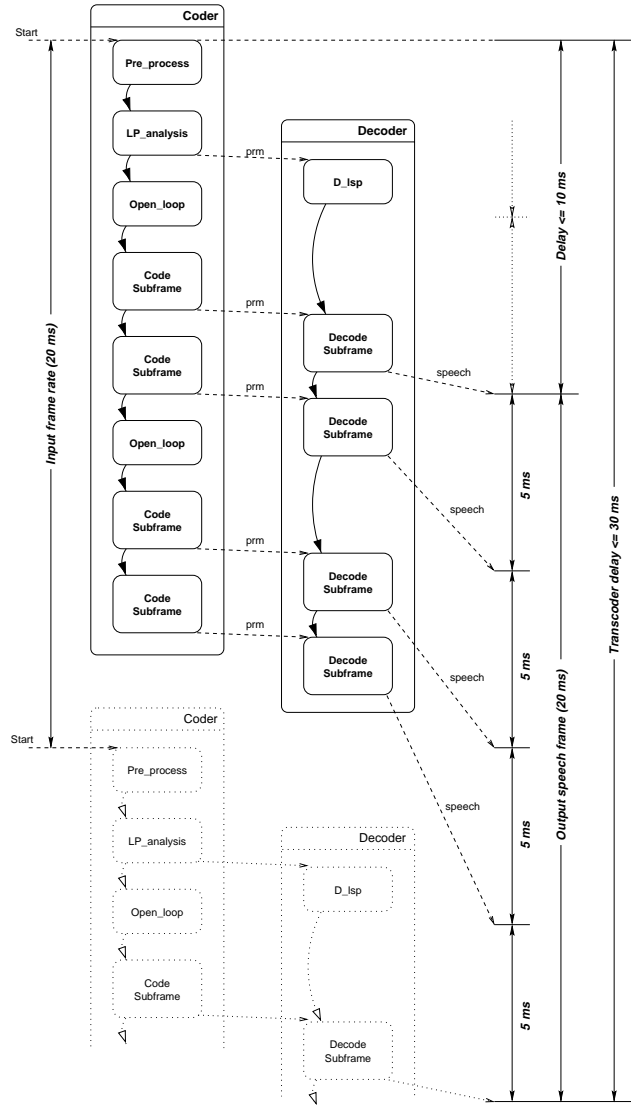 Coder
Start
Pre_process
LP_analysis
Open_loop
Code
Subframe
Code
Subframe
Open_loop
Code
Subframe
Code
Subframe
Input frame rate (20 ms)
Decoder
prm
D_lsp
prm
Decode
Subframe
speech
prm
Decode
Subframe
speech
prm
Decode
Subframe
speech
prm
Decode
Subframe
speech
Delay <= 10 ms
5 ms
5 ms
5 ms
5 ms
Output speech frame (20 ms)
Transcoder delay <= 30 ms
Coder
Start
Pre_process
LP_analysis
Open_loop
Code
Subframe
Decoder
D_lsp
Decode
Subframe